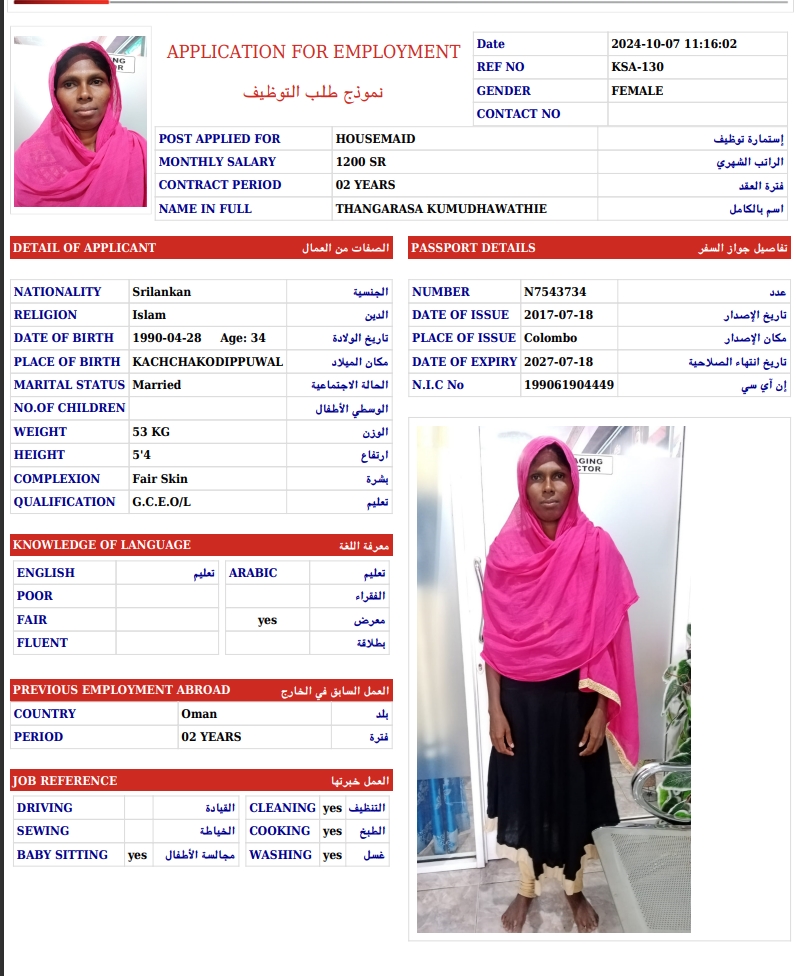 APPLICATION FOR EMPLOYMENT
نموذج طلب التوظيف
Date 2024-10-07 11:16:02
REF NO KSA-130
GENDER FEMALE
CONTACT NO
POST APPLIED FOR HOUSEMAID إستمارة توظيف
MONTHLY SALARY 1200 SR الراتب الشهري
CONTRACT PERIOD 02 YEARS فترة العقد
NAME IN FULL THANGARASA KUMUDHAWATHIE اسم بالكامل
DETAIL OF APPLICANT الصفات من العمال
NATIONALITY Srilankan الجنسية
RELIGION Islam الدين
DATE OF BIRTH 1990-04-28 Age: 34 تاريخ الولادة
PLACE OF BIRTH KACHCHAKODIPPUWAL مكان الميلاد
MARITAL STATUS Married الحالة الاجتماعية
NO.OF CHILDREN الوسطي الأطفال
WEIGHT 53 KG الوزن
HEIGHT 5'4 ارتفاع
COMPLEXION Fair Skin بشرة
QUALIFICATION G.C.E.O/L تعليم
KNOWLEDGE OF LANGUAGE معرفة اللغة
ENGLISH تعليم ARABIC تعليم
POOR الفقراء
FAIR yes معرض
FLUENT بطلاقة
PREVIOUS EMPLOYMENT ABROAD العمل السابق في الخارج
COUNTRY Oman بلد
PERIOD 02 YEARS فترة
JOB REFERENCE العمل خبرتها
DRIVING القيادة CLEANING yes التنظيف
SEWING الخياطة COOKING yes الطبخ
BABY SITTING yes مجالسة الأطفال WASHING yes غسل
PASSPORT DETAILS تفاصيل جواز السفر
NUMBER N7543734 عدد
DATE OF ISSUE 2017-07-18 تاريخ الإصدار
PLACE OF ISSUE Colombo مكان الإصدار
DATE OF EXPIRY 2027-07-18 تاريخ انتهاء الصلاحية
N.I.C No 199061904449 إن آي سي
AGING
CTOR